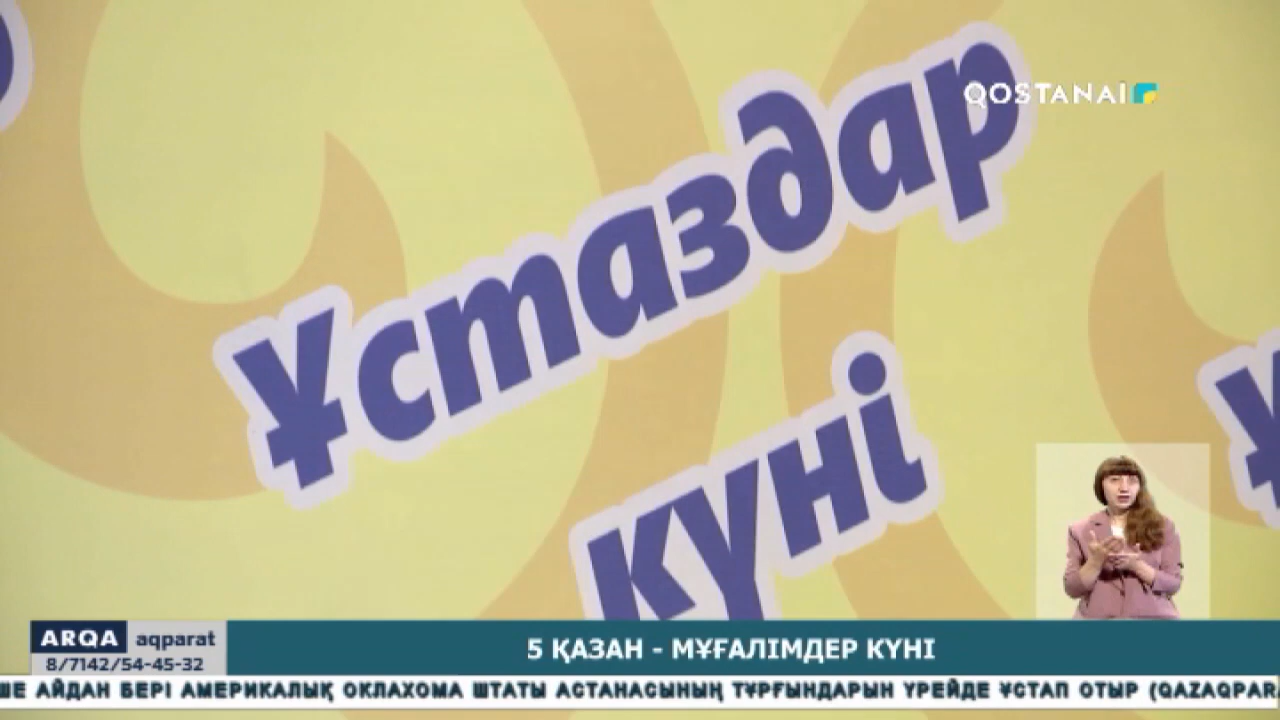 QOSTANAI
Ұстаздар
күні
ARQA aqparat
8/7142/54-45-32
5 ҚАЗАН - МҰҒАЛІМДЕР КҮНІ
АЙДАН БЕРІ АМЕРИКАЛЫҚ ОКЛАХОМА ШТАТЫ АСТАНАСЫНЫҢ ТҰРҒЫНДАРЫН ҮРЕЙДЕ ҰСТАП ОТЫР